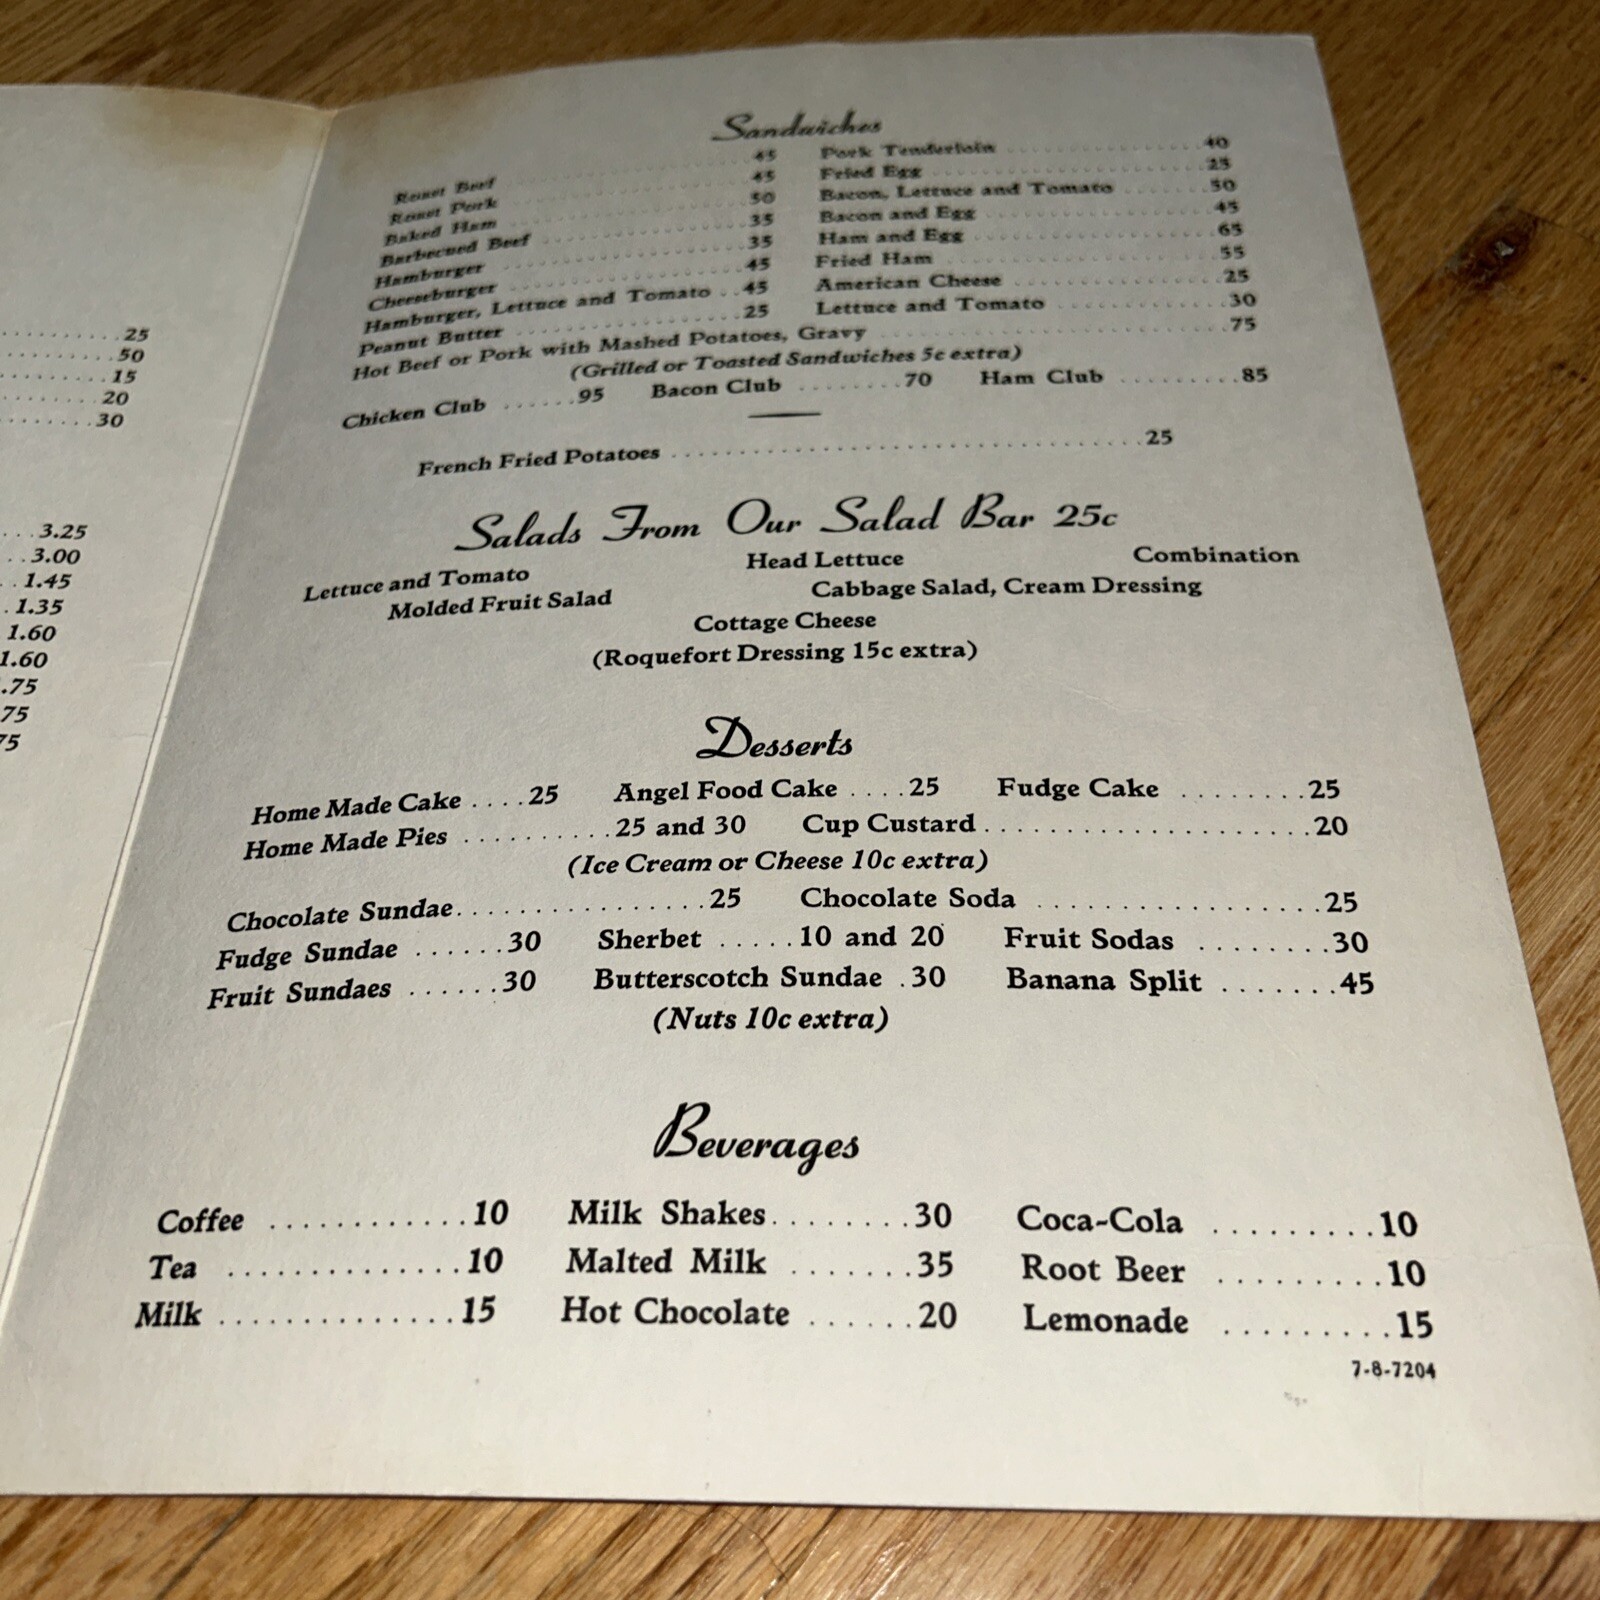 25
50
15
20
30
3.25
3.00
1.45
1.35
1.60
1.60
.75
75
75
Sandwiches
Roast Beef ..... 45 Pork Tenderloin ..... 40
Roast Pork ..... 45 Fried Egg ..... 25
Baked Ham ..... 50 Bacon, Lettuce and Tomato ..... 50
Barbecued Beef ..... 35 Bacon and Egg ..... 45
Hamburger ..... 35 Ham and Egg ..... 65
Cheeseburger ..... 45 Fried Ham ..... 55
Hamburger, Lettuce and Tomato .. 45 American Cheese ..... 25
Peanut Butter ..... 25 Lettuce and Tomato ..... 30
Hot Beef or Pork with Mashed Potatoes, Gravy ..... 75
(Grilled or Toasted Sandwiches 5c extra)
Chicken Club ...... 95 Bacon Club ........ 70 Ham Club ......... 85
French Fried Potatoes ..... 25
Salads From Our Salad Bar 25c
Lettuce and Tomato Head Lettuce Combination
Molded Fruit Salad Cabbage Salad, Cream Dressing
Cottage Cheese
(Roquefort Dressing 15c extra)
Desserts
Home Made Cake .... 25 Angel Food Cake .... 25 Fudge Cake ........ 25
Home Made Pies .......... 25 and 30 Cup Custard ..... 20
(Ice Cream or Cheese 10c extra)
Chocolate Sundae ..... 25 Chocolate Soda ..... 25
Fudge Sundae ...... 30 Sherbet ..... 10 and 20 Fruit Sodas ........ 30
Fruit Sundaes ...... 30 Butterscotch Sundae . 30 Banana Split ....... 45
(Nuts 10c extra)
Beverages
Coffee ............ 10 Milk Shakes ........ 30 Coca-Cola ......... 10
Tea .............. 10 Malted Milk ....... 35 Root Beer ......... 10
Milk .............. 15 Hot Chocolate ...... 20 Lemonade ......... 15
7-8-7204